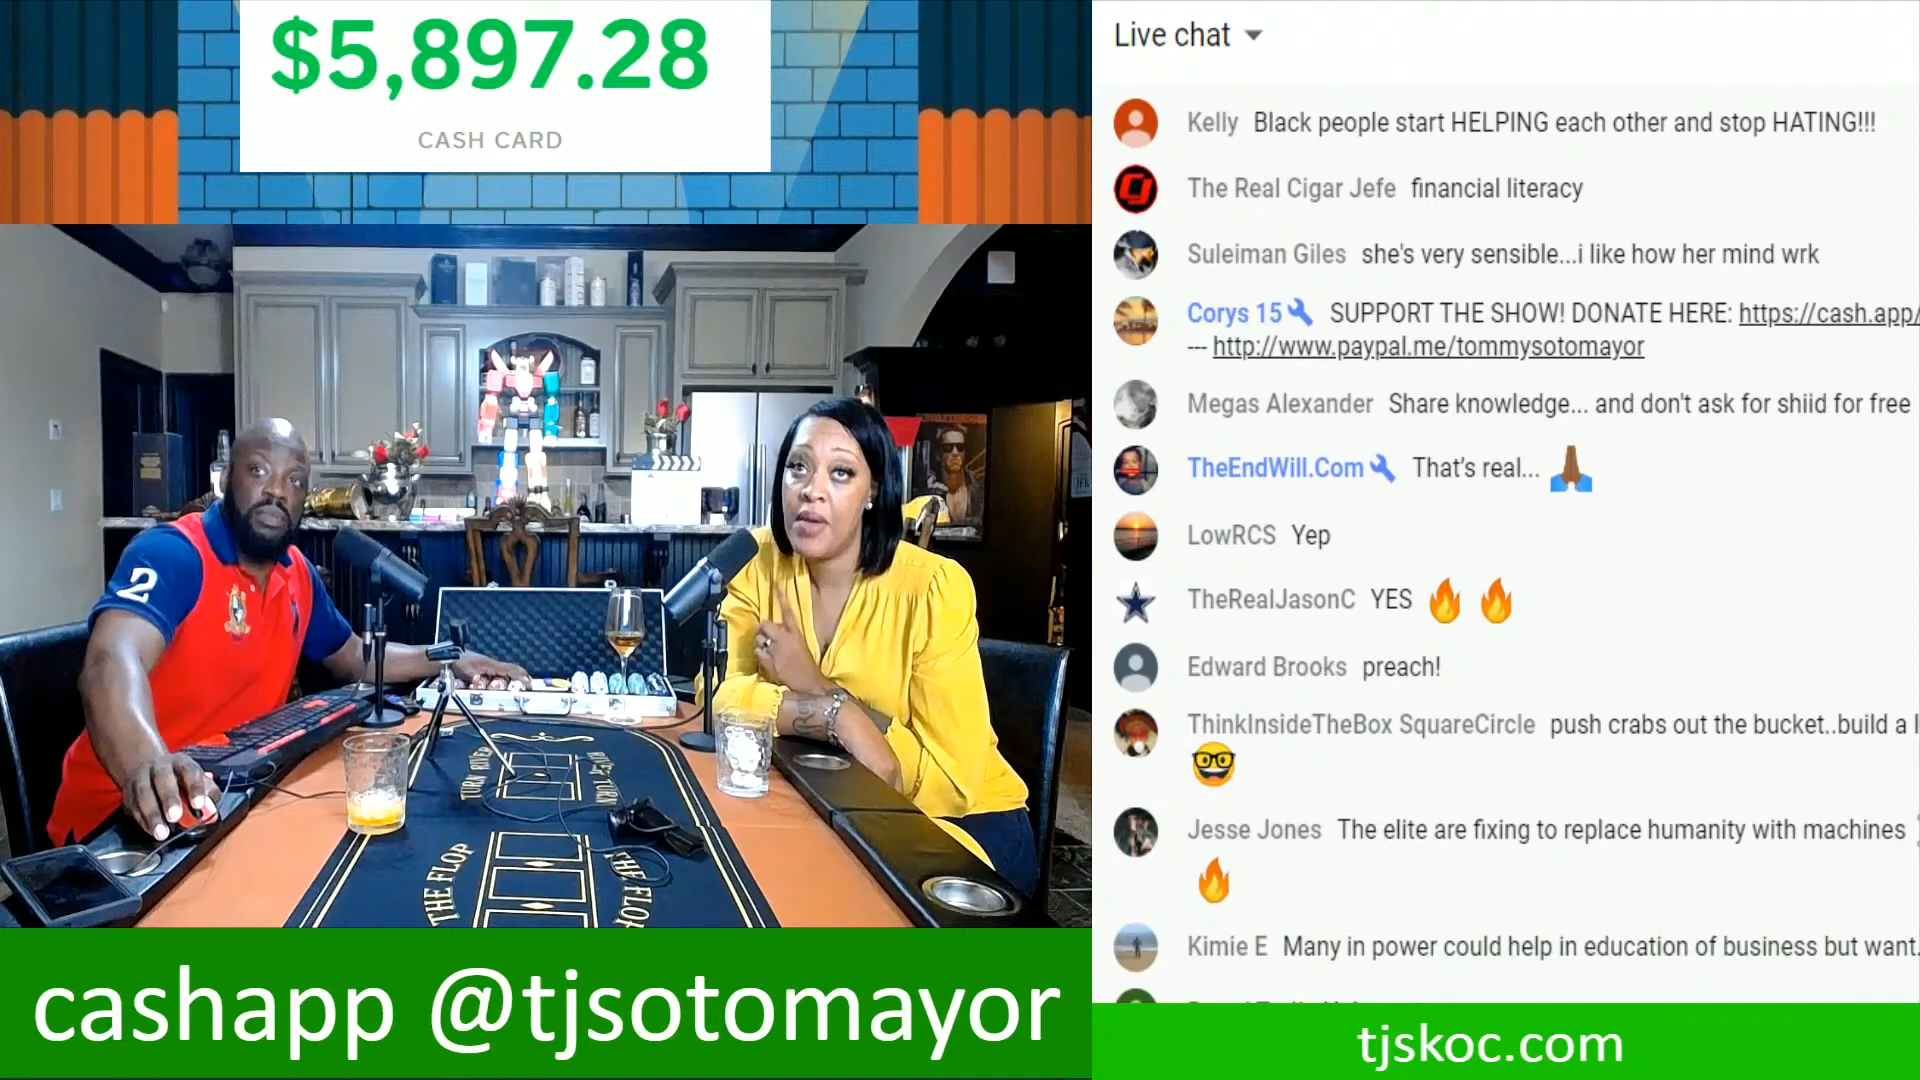 $5,897.28
CASH CARD
2
TURN RIVER
THE FLOP
cashapp @tjsotomayor
Live chat
Kelly Black people start HELPING each other and stop HATING!!!
The Real Cigar Jefe financial literacy
Suleiman Giles she's very sensible...i like how her mind wrk
Corys 15 SUPPORT THE SHOW! DONATE HERE: https://cash.app/
--- http://www.paypal.me/tommysotomayor
Megas Alexander Share knowledge... and don't ask for shiid for free
TheEndWill.Com That's real... 🙏🏾
LowRCS Yep
TheRealJasonC YES 🔥 🔥
Edward Brooks preach!
ThinkInsideTheBox SquareCircle push crabs out the bucket..build a l
🤓
Jesse Jones The elite are fixing to replace humanity with machines
🔥
Kimie E Many in power could help in education of business but want.
tjskoc.com